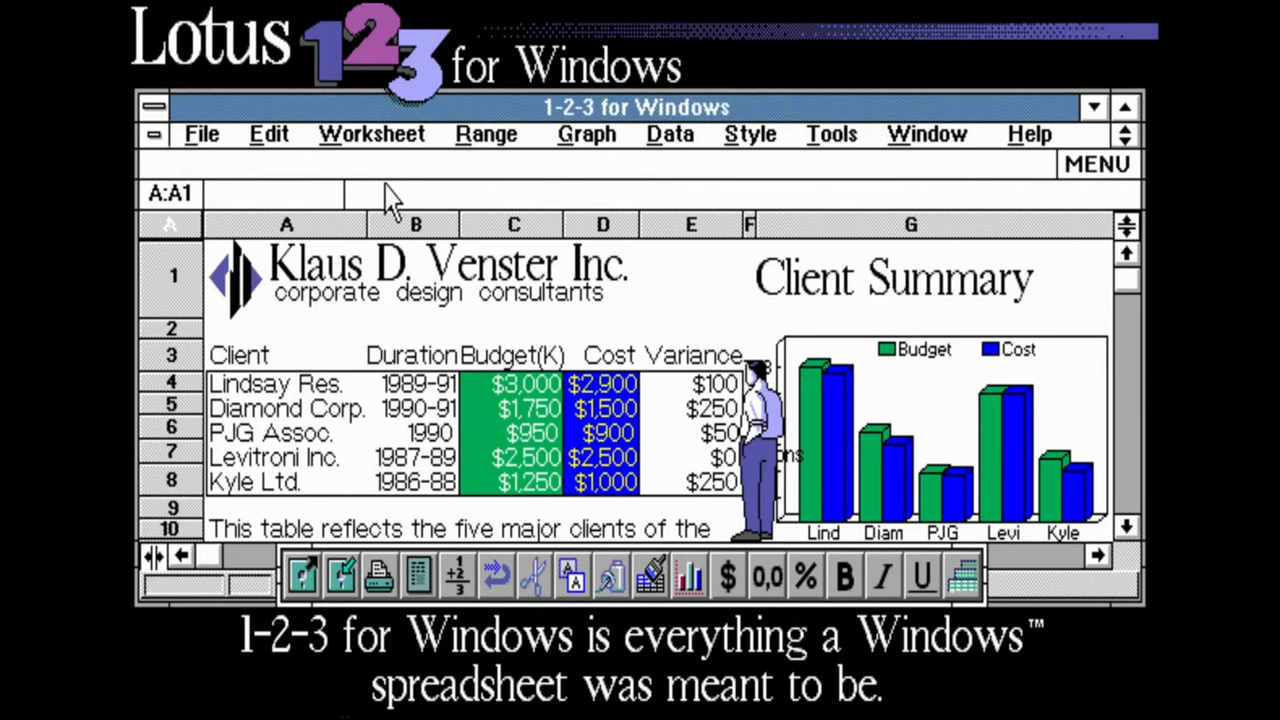 Lotus 123 for Windows
1-2-3 for Windows
File Edit Worksheet Range Graph Data Style Tools Window Help
MENU
A:A1
A A B C D E F G
1 Klaus D. Venster Inc. Client Summary
corporate design consultants
2
3 Client Duration Budget(K) Cost Variance
4 Lindsay Res. 1989-91 $3,000 $2,900 $100
5 Diamond Corp. 1990-91 $1,750 $1,500 $250
6 PJG Assoc. 1990 $950 $900 $50
7 Levitroni Inc. 1987-89 $2,500 $2,500 $0
8 Kyle Ltd. 1986-88 $1,250 $1,000 $250
9
10 This table reflects the five major clients of the
Budget Cost
Lind Diam PJG Levi Kyle
1 +2 3 A A $ 0,0 % B I U
1-2-3 for Windows is everything a Windows™
spreadsheet was meant to be.